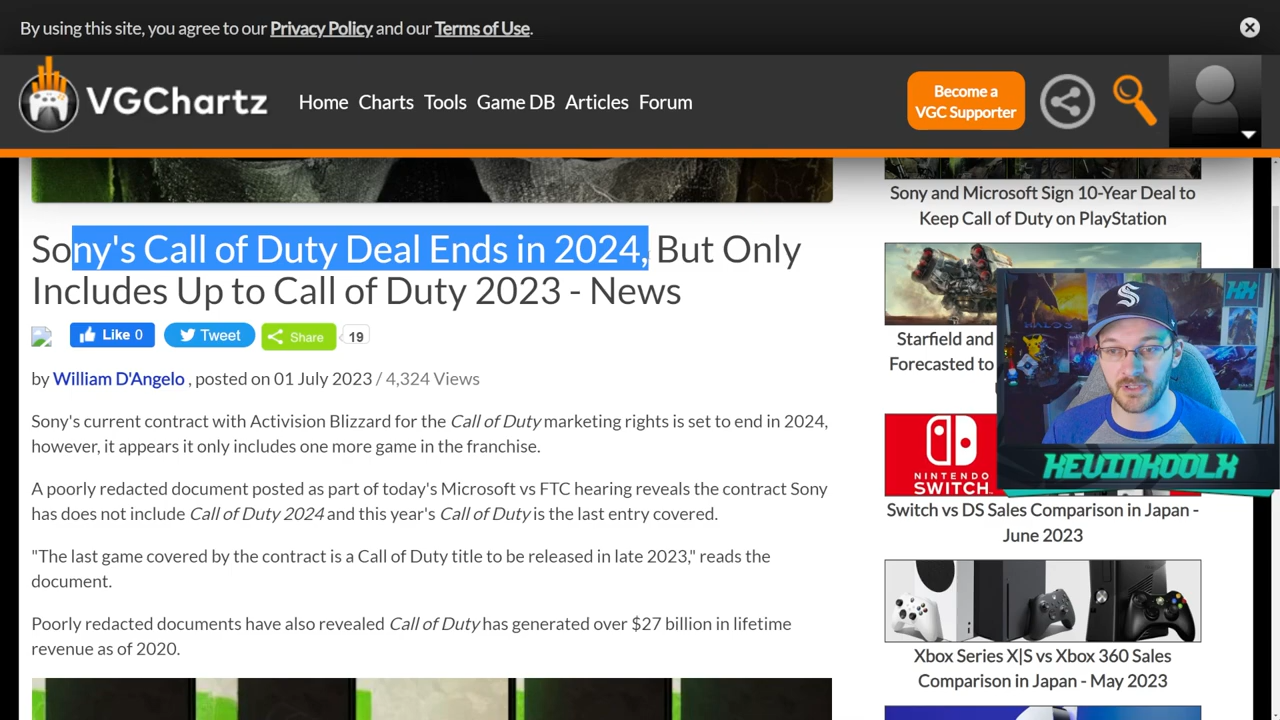 By using this site, you agree to our Privacy Policy and our Terms of Use.
VGChartz
Home Charts Tools Game DB Articles Forum
Become a
VGC Supporter
Sony's Call of Duty Deal Ends in 2024, But Only
Includes Up to Call of Duty 2023 - News
Like 0
Tweet
Share
19
by William D'Angelo , posted on 01 July 2023 / 4,324 Views
Sony's current contract with Activision Blizzard for the Call of Duty marketing rights is set to end in 2024,
however, it appears it only includes one more game in the franchise.
A poorly redacted document posted as part of today's Microsoft vs FTC hearing reveals the contract Sony
has does not include Call of Duty 2024 and this year's Call of Duty is the last entry covered.
"The last game covered by the contract is a Call of Duty title to be released in late 2023," reads the
document.
Poorly redacted documents have also revealed Call of Duty has generated over $27 billion in lifetime
revenue as of 2020.
Sony and Microsoft Sign 10-Year Deal to
Keep Call of Duty on PlayStation
Starfield and
Forecasted to
KEVINKOOLX
NINTENDO
SWITCH
Switch vs DS Sales Comparison in Japan -
June 2023
Xbox Series X|S vs Xbox 360 Sales
Comparison in Japan - May 2023